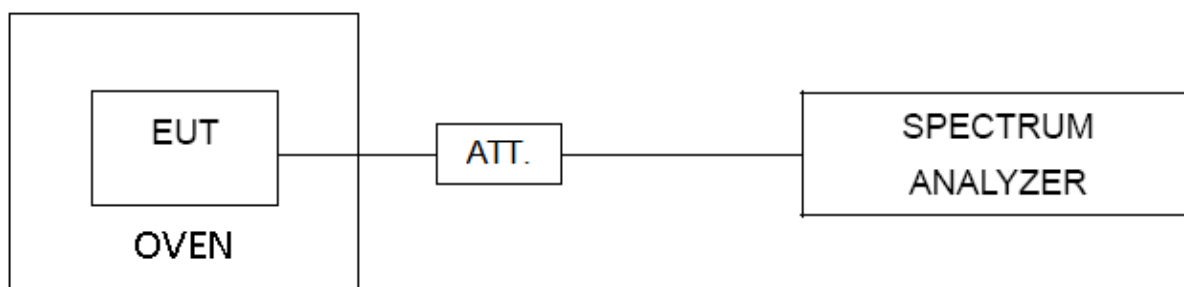 EUT
OVEN
ATT.
SPECTRUM
ANALYZER